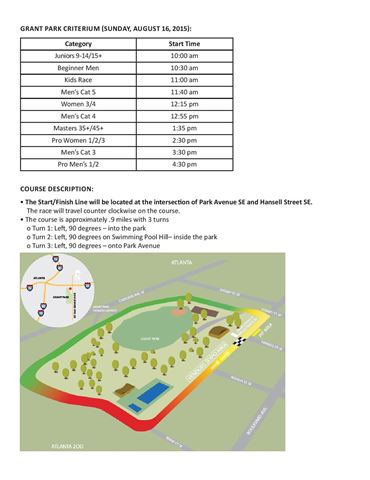 GRANT PARK CRITERIUM (SUNDAY, AUGUST 16, 2015):
Category Start Time
Juniors 9-14/15+ 10:00 am
Beginner Men 10:30 am
Kids Race 11:00 am
Men's Cat 5 11:40 am
Women 3/4 12:15 pm
Men's Cat 4 12:55 pm
Masters 35+/45+ 1:35 pm
Pro Women 1/2/3 2:30 pm
Men's Cat 3 3:30 pm
Pro Men's 1/2 4:30 pm
COURSE DESCRIPTION:
• The Start/Finish Line will be located at the intersection of Park Avenue SE and Hansell Street SE.
The race will travel counter clockwise on the course.
• The course is approximately .9 miles with 3 turns
o Turn 1: Left, 90 degrees – into the park
o Turn 2: Left, 90 degrees on Swimming Pool Hill– inside the park
o Turn 3: Left, 90 degrees – onto Park Avenue
ATLANTA
ATLANTA
GRANT PARK
ATLANTA ZOO
BOULEVARD AVE